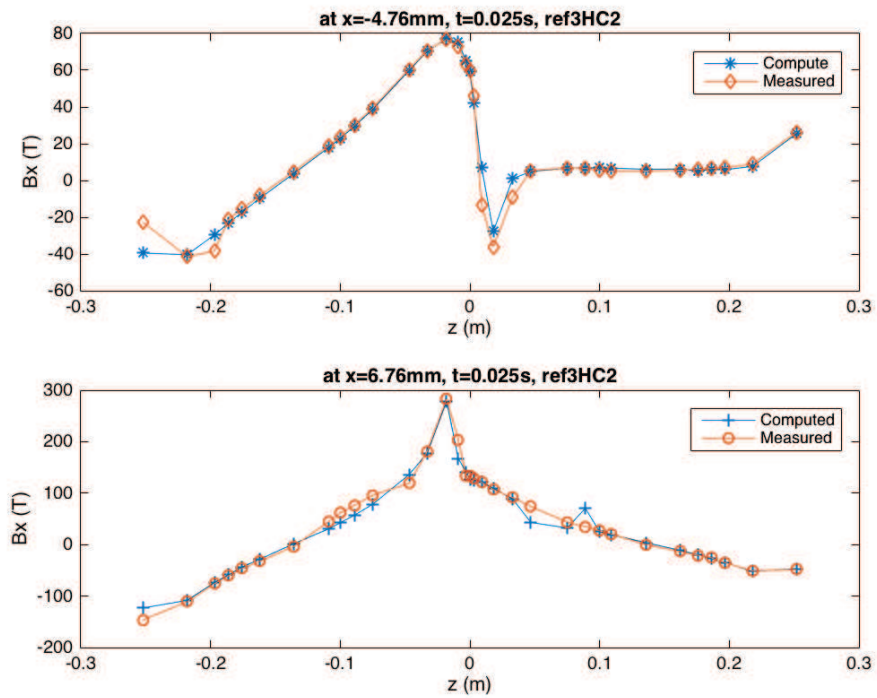 at x=-4.76mm, t=0.025s, ref3HC2
80
60
40
20
0
-20
-40
-60
Bx (T)
Compute
Measured
-0.3 -0.2 -0.1 0 0.1 0.2 0.3
z (m)
at x=6.76mm, t=0.025s, ref3HC2
300
200
100
0
-100
-200
Bx (T)
Computed
Measured
-0.3 -0.2 -0.1 0 0.1 0.2 0.3
z (m)